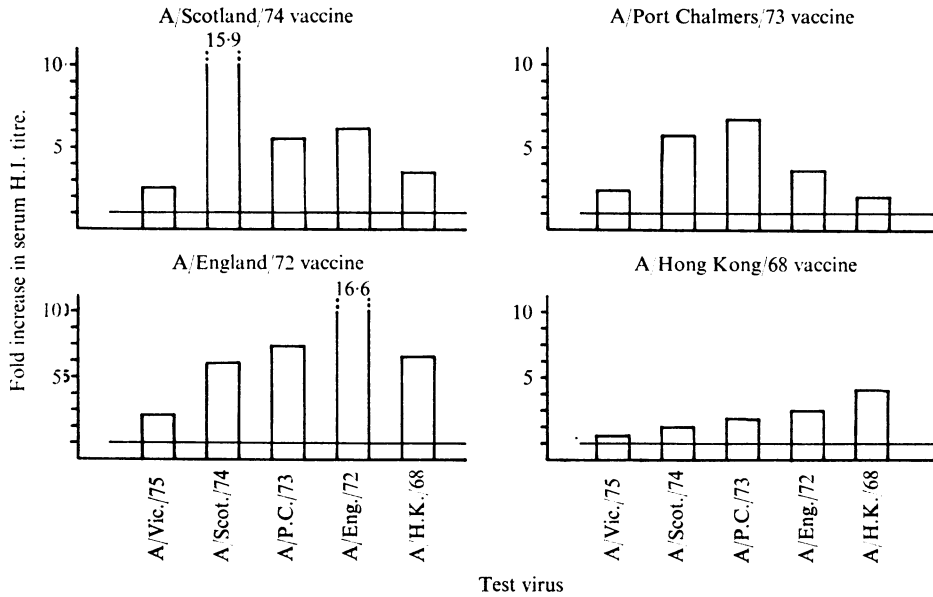 A/Scotland/74 vaccine
15·9
10
5
A/Port Chalmers/73 vaccine
10
5
Fold increase in serum H.I. titre.
A/England/72 vaccine
16·6
100
55
A/Hong Kong/68 vaccine
10
5
A/Vic./75
A/Scot./74
A/P.C./73
A/Eng./72
A/H.K./68
A/Vic./75
A/Scot./74
A/P.C./73
A/Eng./72
A/H.K./68
Test virus